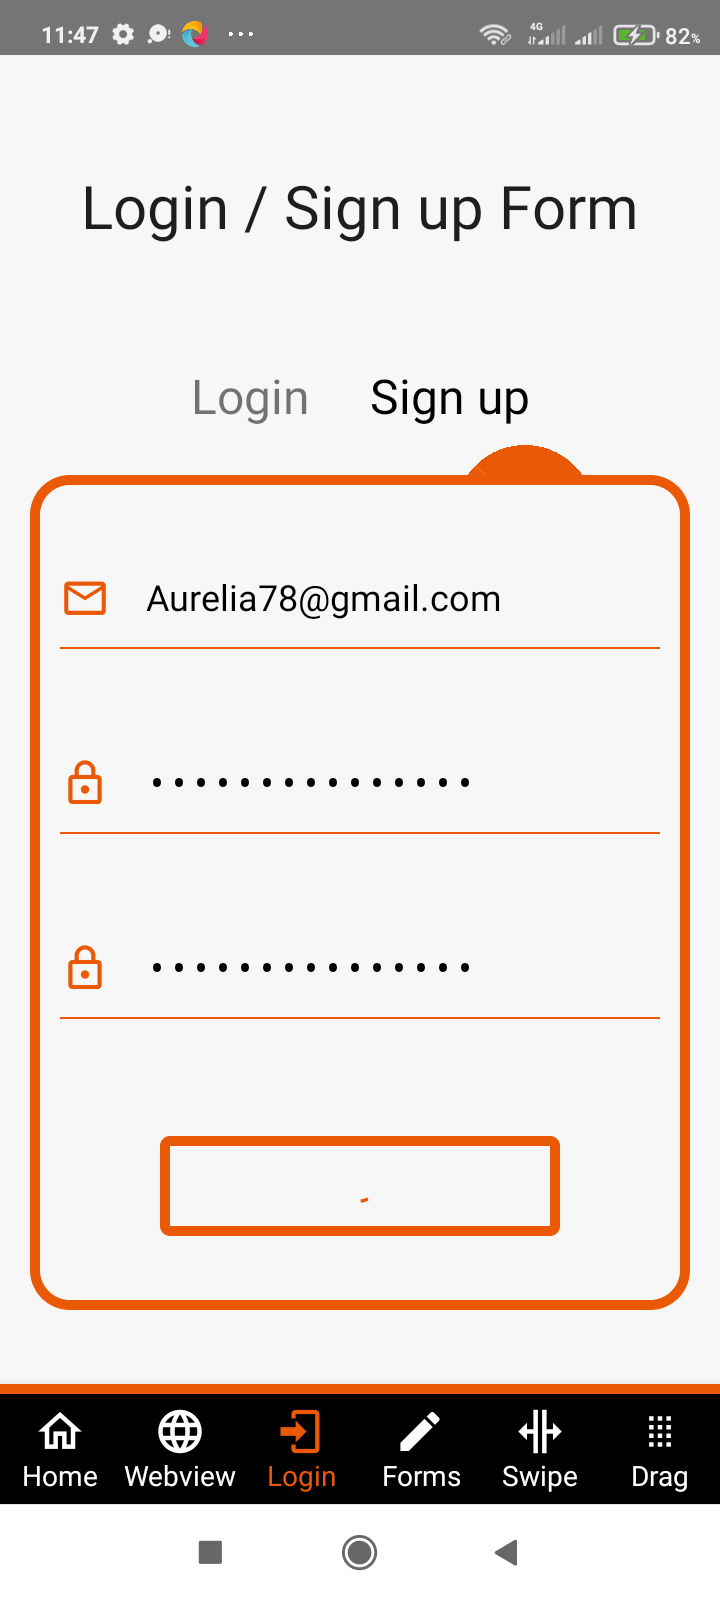 11:47 4G 82%
Login / Sign up Form
Login Sign up
Aurelia78@gmail.com
•••••••••••••••
•••••••••••••••
Home Webview Login Forms Swipe Drag